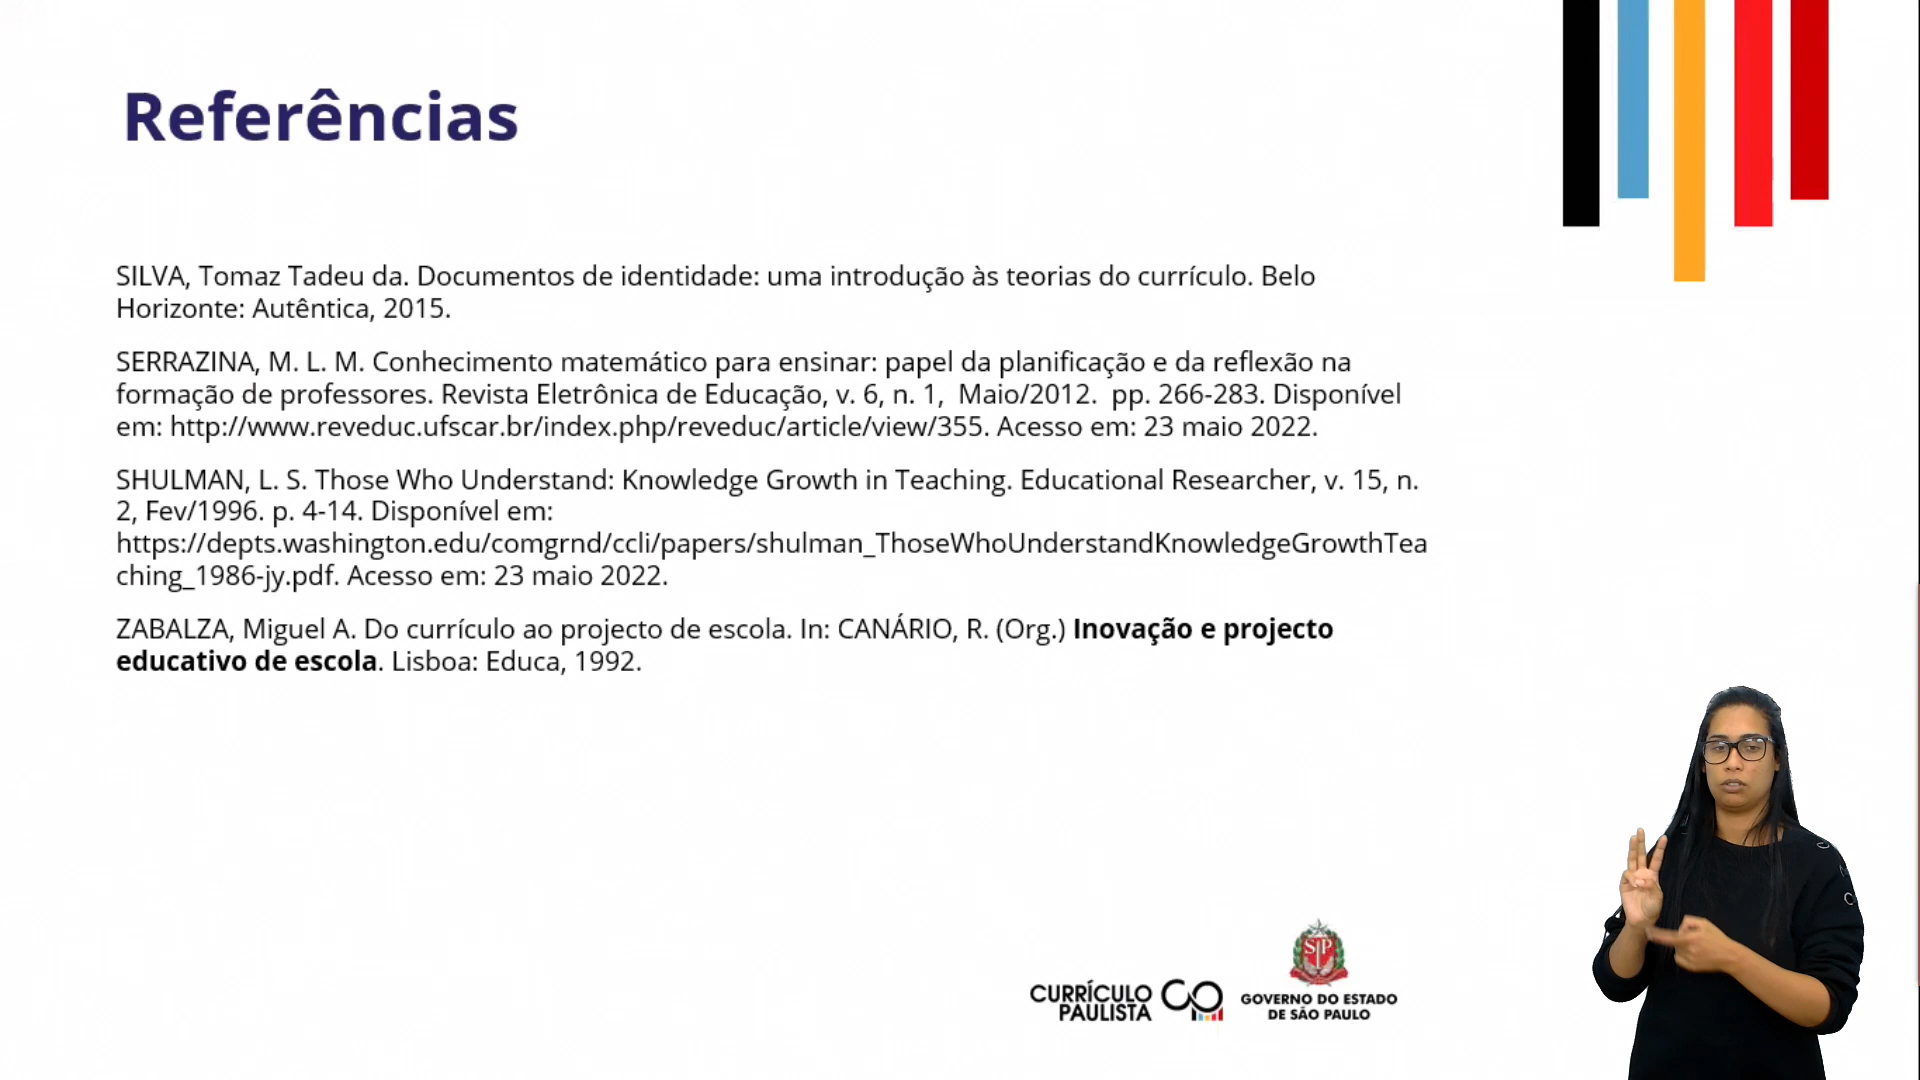 Referências
SILVA, Tomaz Tadeu da. Documentos de identidade: uma introdução às teorias do currículo. Belo
Horizonte: Autêntica, 2015.
SERRAZINA, M. L. M. Conhecimento matemático para ensinar: papel da planificação e da reflexão na
formação de professores. Revista Eletrônica de Educação, v. 6, n. 1,  Maio/2012.  pp. 266-283. Disponível
em: http://www.reveduc.ufscar.br/index.php/reveduc/article/view/355. Acesso em: 23 maio 2022.
SHULMAN, L. S. Those Who Understand: Knowledge Growth in Teaching. Educational Researcher, v. 15, n.
2, Fev/1996. p. 4-14. Disponível em:
https://depts.washington.edu/comgrnd/ccli/papers/shulman_ThoseWhoUnderstandKnowledgeGrowthTea
ching_1986-jy.pdf. Acesso em: 23 maio 2022.
ZABALZA, Miguel A. Do currículo ao projecto de escola. In: CANÁRIO, R. (Org.) Inovação e projecto
educativo de escola. Lisboa: Educa, 1992.
CURRÍCULO
PAULISTA
SP
GOVERNO DO ESTADO
DE SÃO PAULO